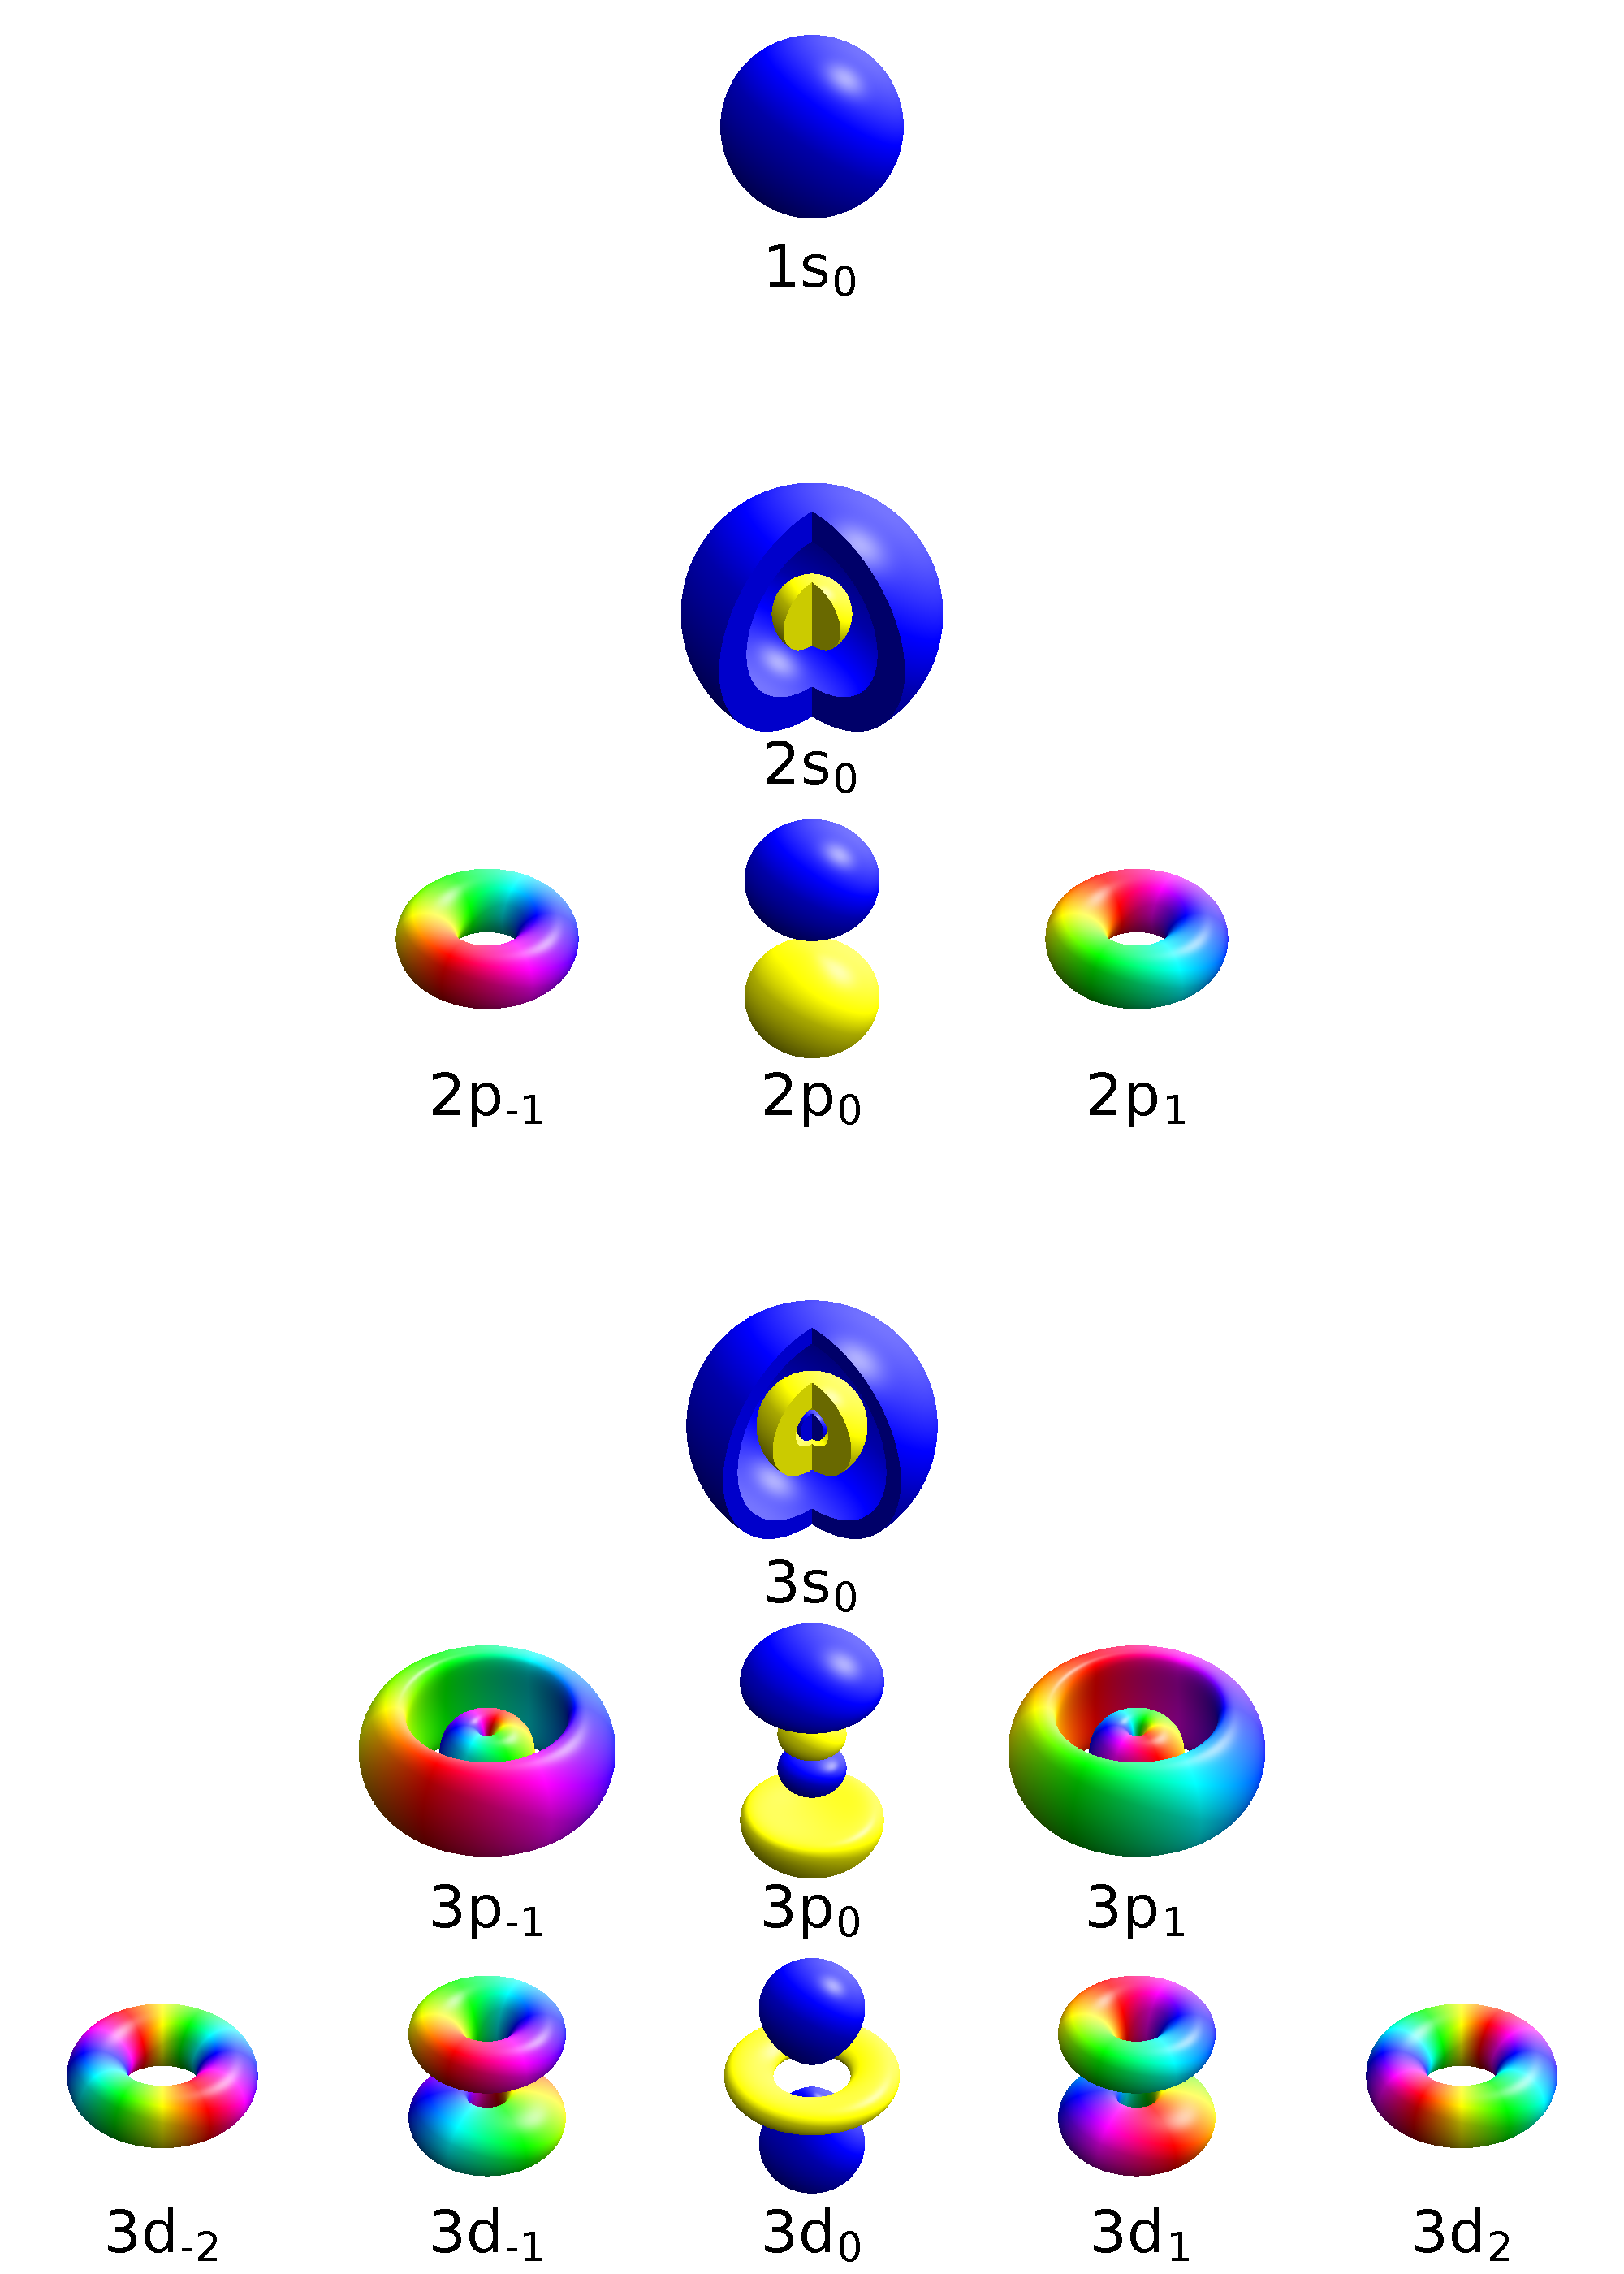 1s₀
2s₀
2p₋₁ 2p₀ 2p₁
3s₀
3p₋₁ 3p₀ 3p₁
3d₋₂ 3d₋₁ 3d₀ 3d₁ 3d₂